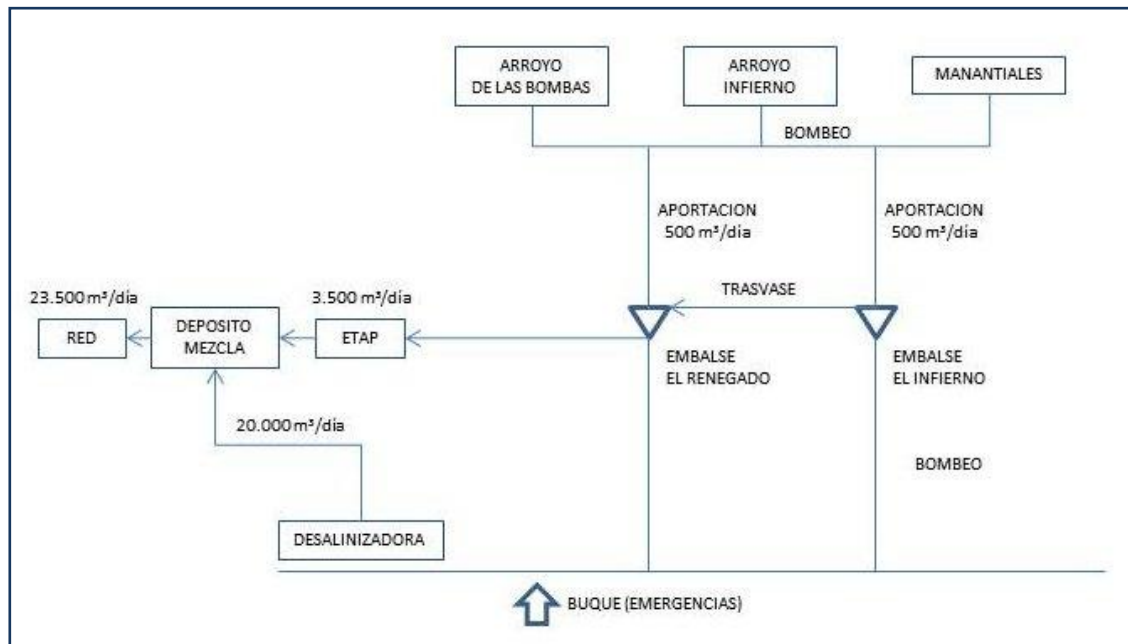 ARROYO
DE LAS BOMBAS
ARROYO
INFIERNO
MANANTIALES
BOMBEO
APORTACION
500 m³/día
APORTACION
500 m³/día
TRASVASE
23.500 m³/día
3.500 m³/día
RED
DEPOSITO
MEZCLA
ETAP
EMBALSE
EL RENEGADO
EMBALSE
EL INFIERNO
20.000 m³/día
BOMBEO
DESALINIZADORA
BUQUE (EMERGENCIAS)